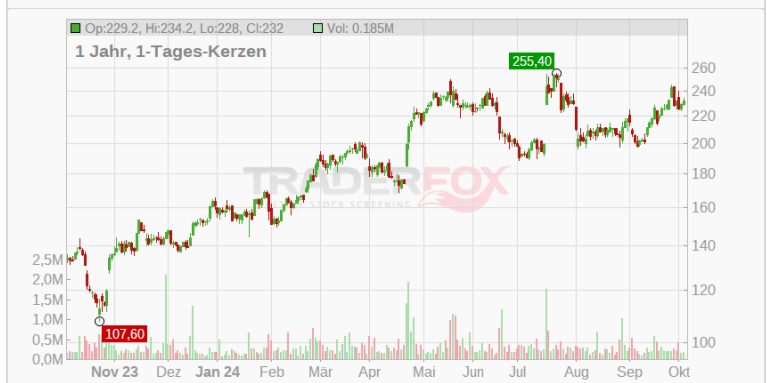 Op:229.2, Hi:234.2, Lo:228, Cl:232 Vol: 0.185M
1 Jahr, 1-Tages-Kerzen
255,40
260
240
220
200
180
160
140
120
100
TRADERFOX
STOCK SCREENING
107,60
2,5M
2,0M
1,5M
1,0M
0,5M
0,0M
Nov 23 Dez Jan 24 Feb Mär Apr Mai Jun Jul Aug Sep Okt